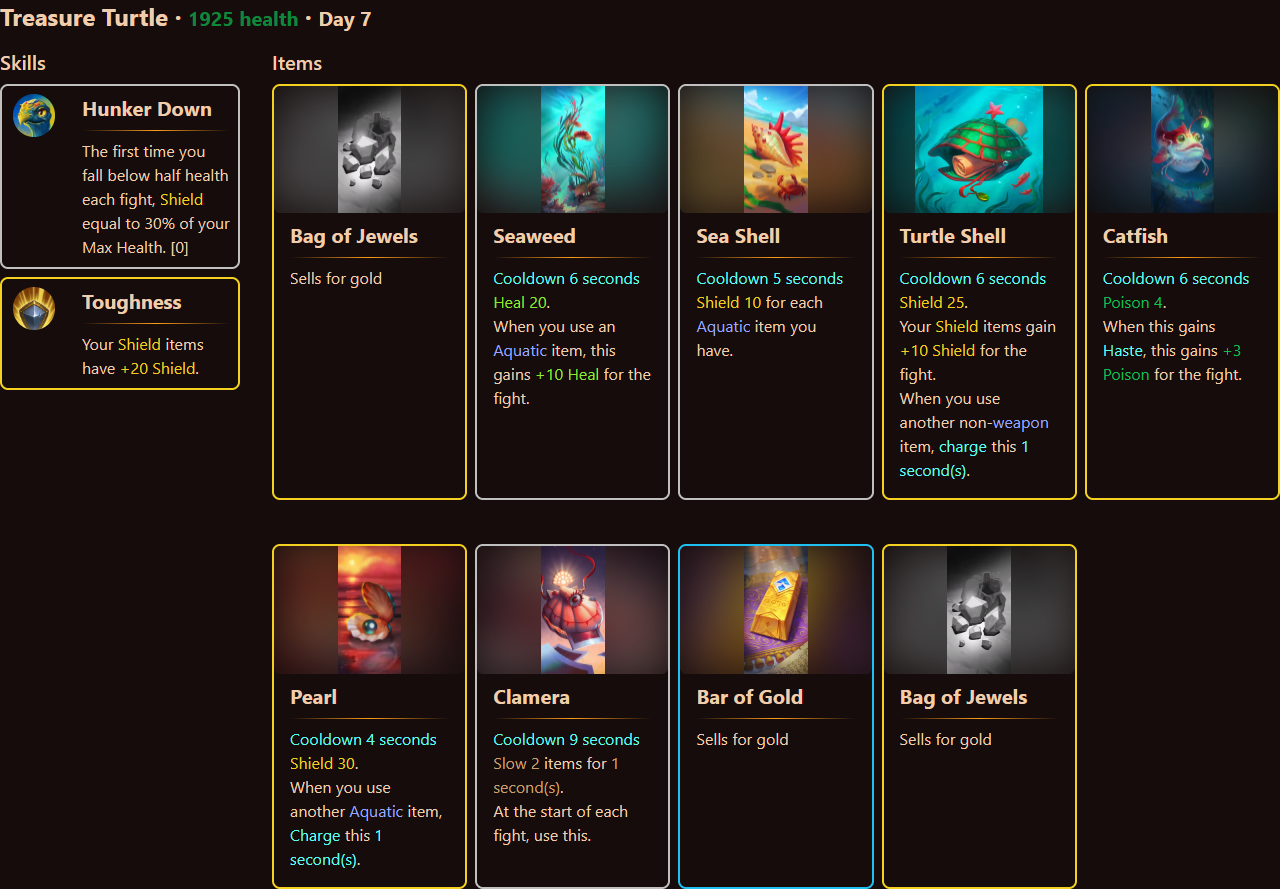 Treasure Turtle • 1925 health • Day 7
Skills
Hunker Down
The first time you
fall below half health
each fight, Shield
equal to 30% of your
Max Health. [0]
Toughness
Your Shield items
have +20 Shield.
Items
Bag of Jewels
Sells for gold
Seaweed
Cooldown 6 seconds
Heal 20.
When you use an
Aquatic item, this
gains +10 Heal for the
fight.
Sea Shell
Cooldown 5 seconds
Shield 10 for each
Aquatic item you
have.
Turtle Shell
Cooldown 6 seconds
Shield 25.
Your Shield items gain
+10 Shield for the
fight.
When you use
another non-weapon
item, charge this 1
second(s).
Catfish
Cooldown 6 seconds
Poison 4.
When this gains
Haste, this gains +3
Poison for the fight.
Pearl
Cooldown 4 seconds
Shield 30.
When you use
another Aquatic item,
Charge this 1
second(s).
Clamera
Cooldown 9 seconds
Slow 2 items for 1
second(s).
At the start of each
fight, use this.
Bar of Gold
Sells for gold
Bag of Jewels
Sells for gold